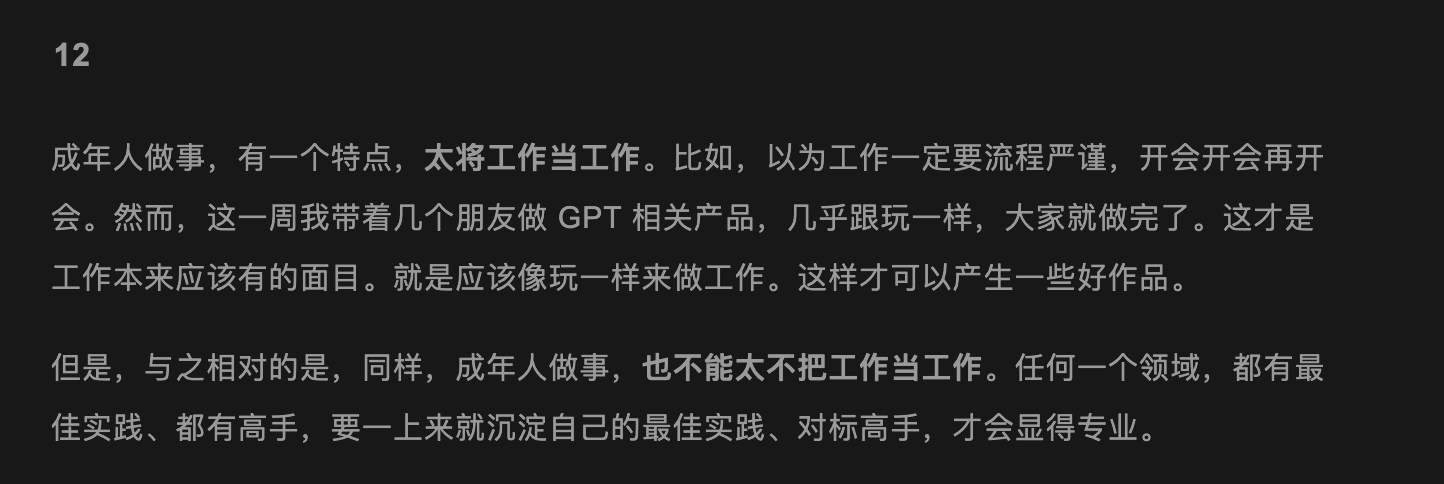 12
成年人做事，有一个特点，太将工作当工作。比如，以为工作一定要流程严谨，开会开会再开
会。然而，这一周我带着几个朋友做 GPT 相关产品，几乎跟玩一样，大家就做完了。这才是
工作本来应该有的面目。就是应该像玩一样来做工作。这样才可以产生一些好作品。
但是，与之相对的是，同样，成年人做事，也不能太不把工作当工作。任何一个领域，都有最
佳实践、都有高手，要一上来就沉淀自己的最佳实践、对标高手，才会显得专业。